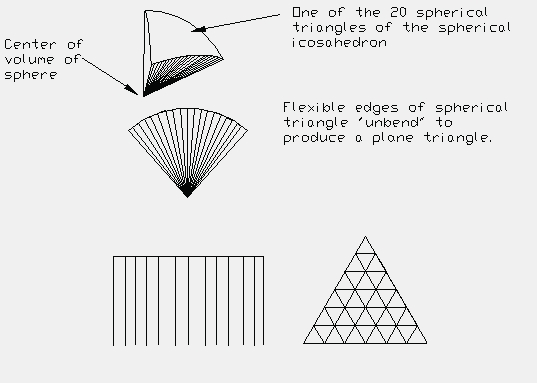 One of the 20 spherical
triangles of the spherical
icosahedron
Center of
volume of
sphere
Flexible edges of spherical
triangle "unbend" to
produce a plane triangle.